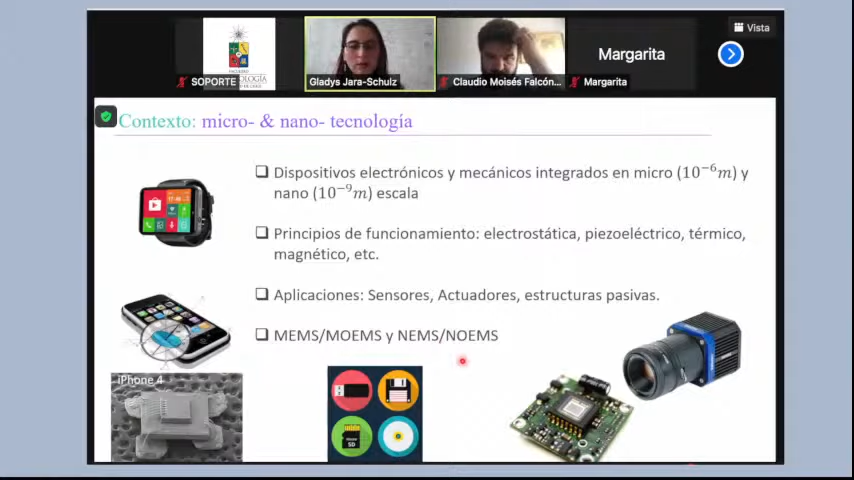 Vista
SOPORTE
Gladys Jara-Schulz
Claudio Moisés Falcón...
Margarita
Margarita
Contexto: micro- & nano- tecnología
❑ Dispositivos electrónicos y mecánicos integrados en micro (10⁻⁶m) y
nano (10⁻⁹m) escala
❑ Principios de funcionamiento: electrostática, piezoeléctrico, térmico,
magnético, etc.
❑ Aplicaciones: Sensores, Actuadores, estructuras pasivas.
❑ MEMS/MOEMS y NEMS/NOEMS
iPhone 4
SD